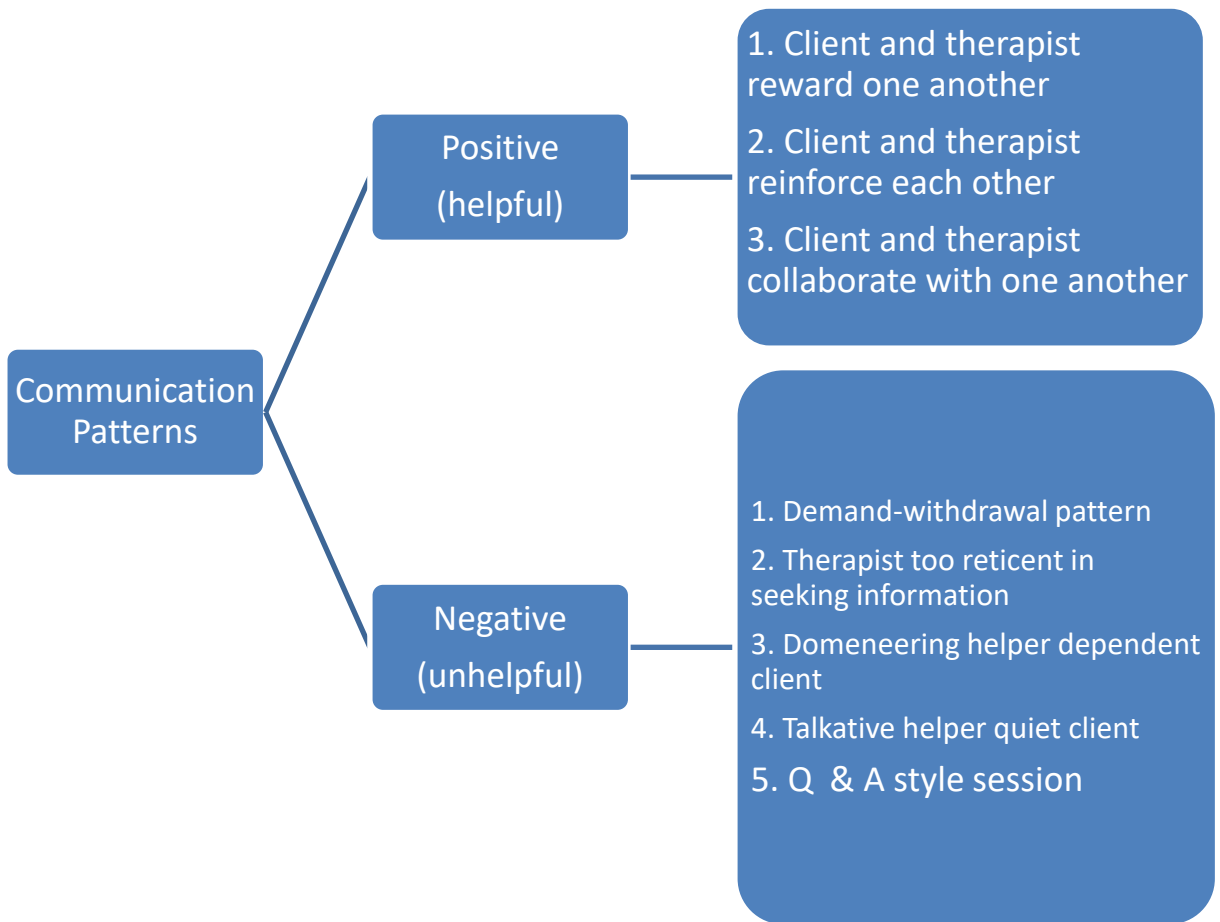 Communication
Patterns
Positive
(helpful)
1. Client and therapist
reward one another
2. Client and therapist
reinforce each other
3. Client and therapist
collaborate with one another
Negative
(unhelpful)
1. Demand-withdrawal pattern
2. Therapist too reticent in
seeking information
3. Domeneering helper dependent
client
4. Talkative helper quiet client
5. Q  & A style session